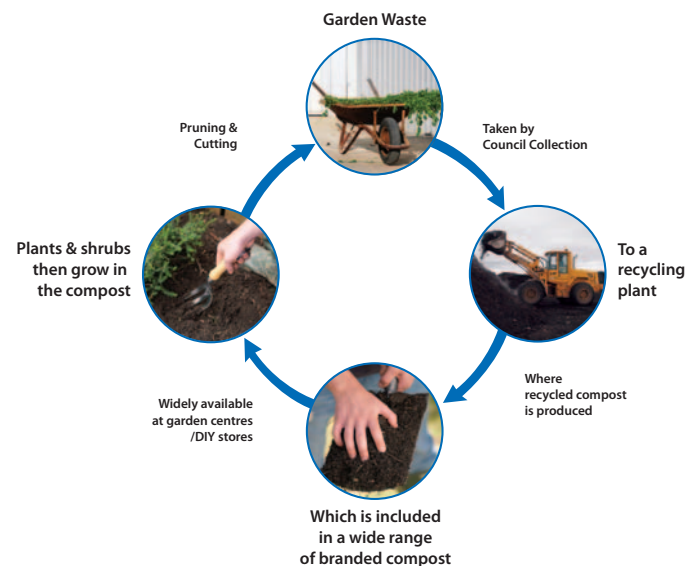 Garden Waste
Taken by
Council Collection
To a
recycling
plant
Where
recycled compost
is produced
Which is included
in a wide range
of branded compost
Widely available
at garden centres
/DIY stores
Plants & shrubs
then grow in
the compost
Pruning &
Cutting